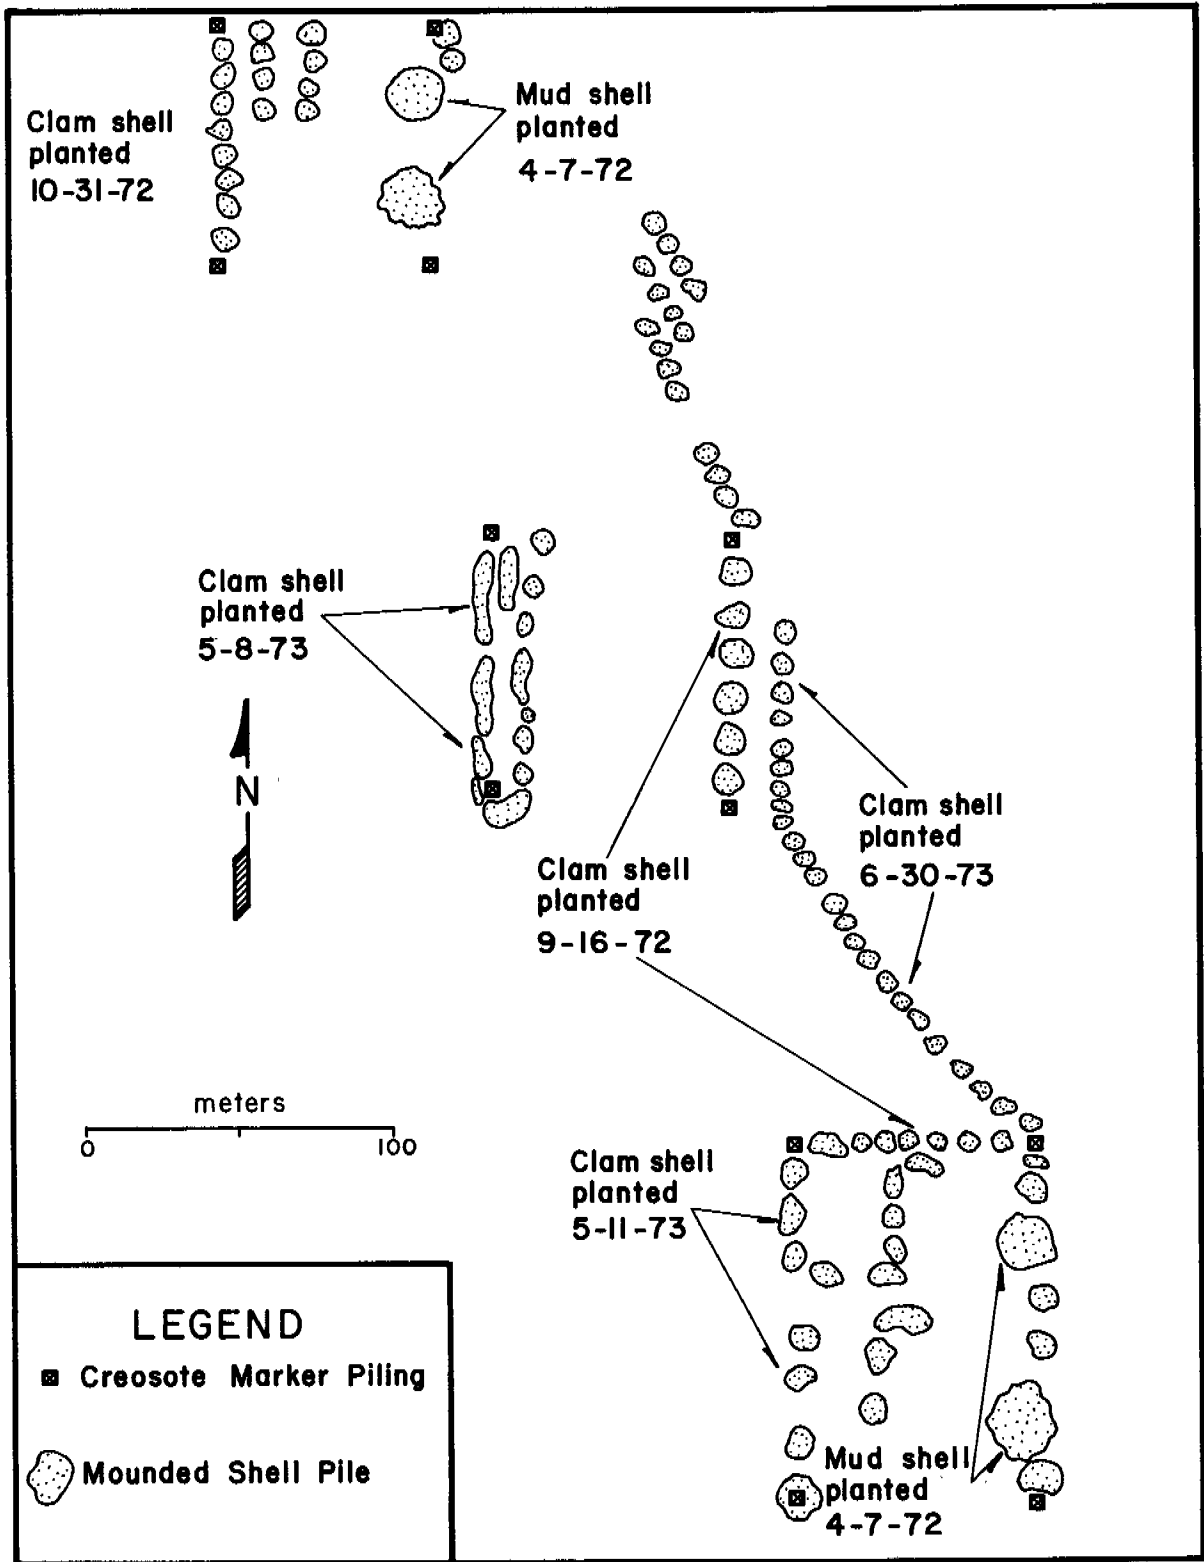 Clam shell
planted
10-31-72
Mud shell
planted
4-7-72
Clam shell
planted
5-8-73
N
Clam shell
planted
6-30-73
Clam shell
planted
9-16-72
meters
0 100
Clam shell
planted
5-11-73
LEGEND
Creosote Marker Piling
Mounded Shell Pile
Mud shell
planted
4-7-72